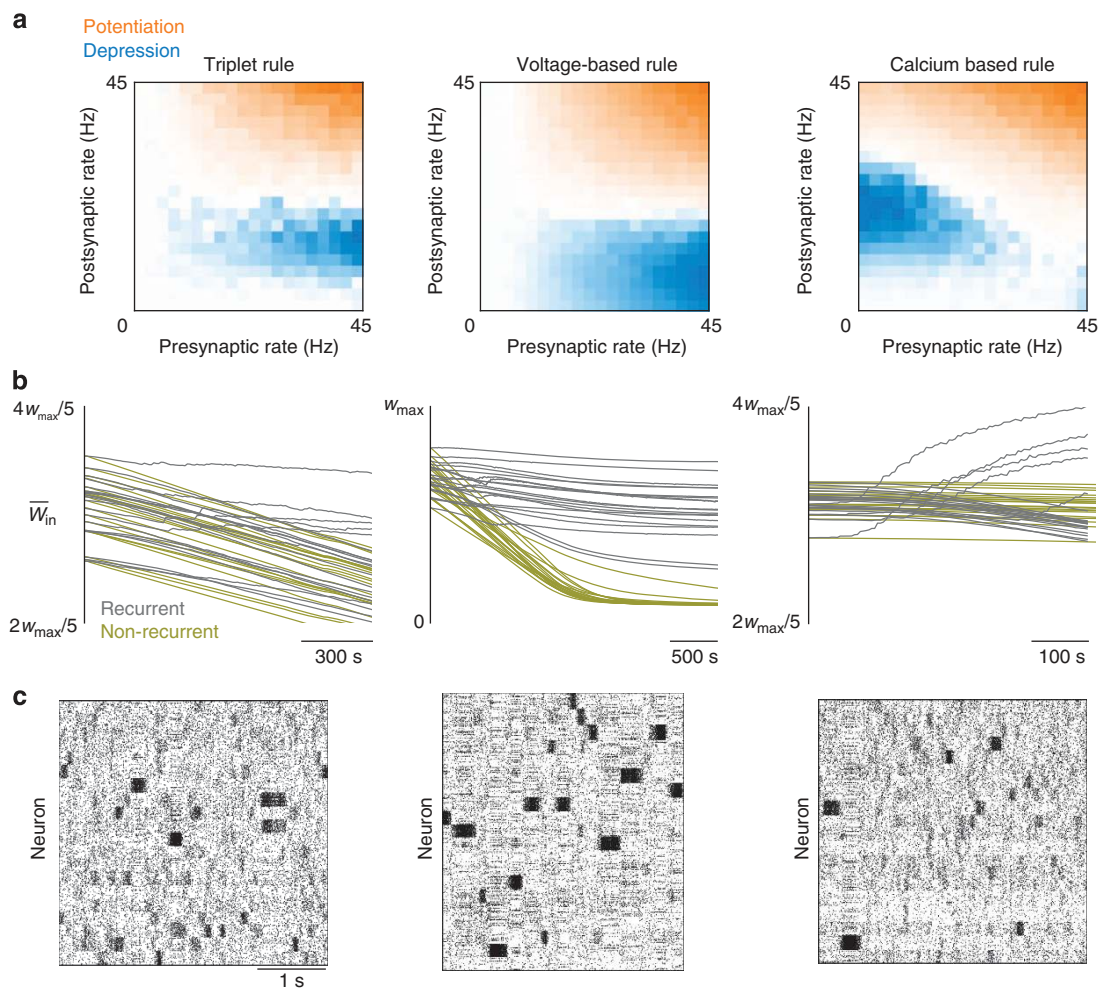 a
Potentiation
Depression
Triplet rule
Voltage-based rule
Calcium based rule
45
Postsynaptic rate (Hz)
0
45
Presynaptic rate (Hz)
45
Postsynaptic rate (Hz)
0
45
Presynaptic rate (Hz)
45
Postsynaptic rate (Hz)
0
45
Presynaptic rate (Hz)
b
4wmax/5
W̅in
2wmax/5
Recurrent
Non-recurrent
300 s
wmax
0
500 s
4wmax/5
2wmax/5
100 s
c
Neuron
1 s
Neuron
Neuron